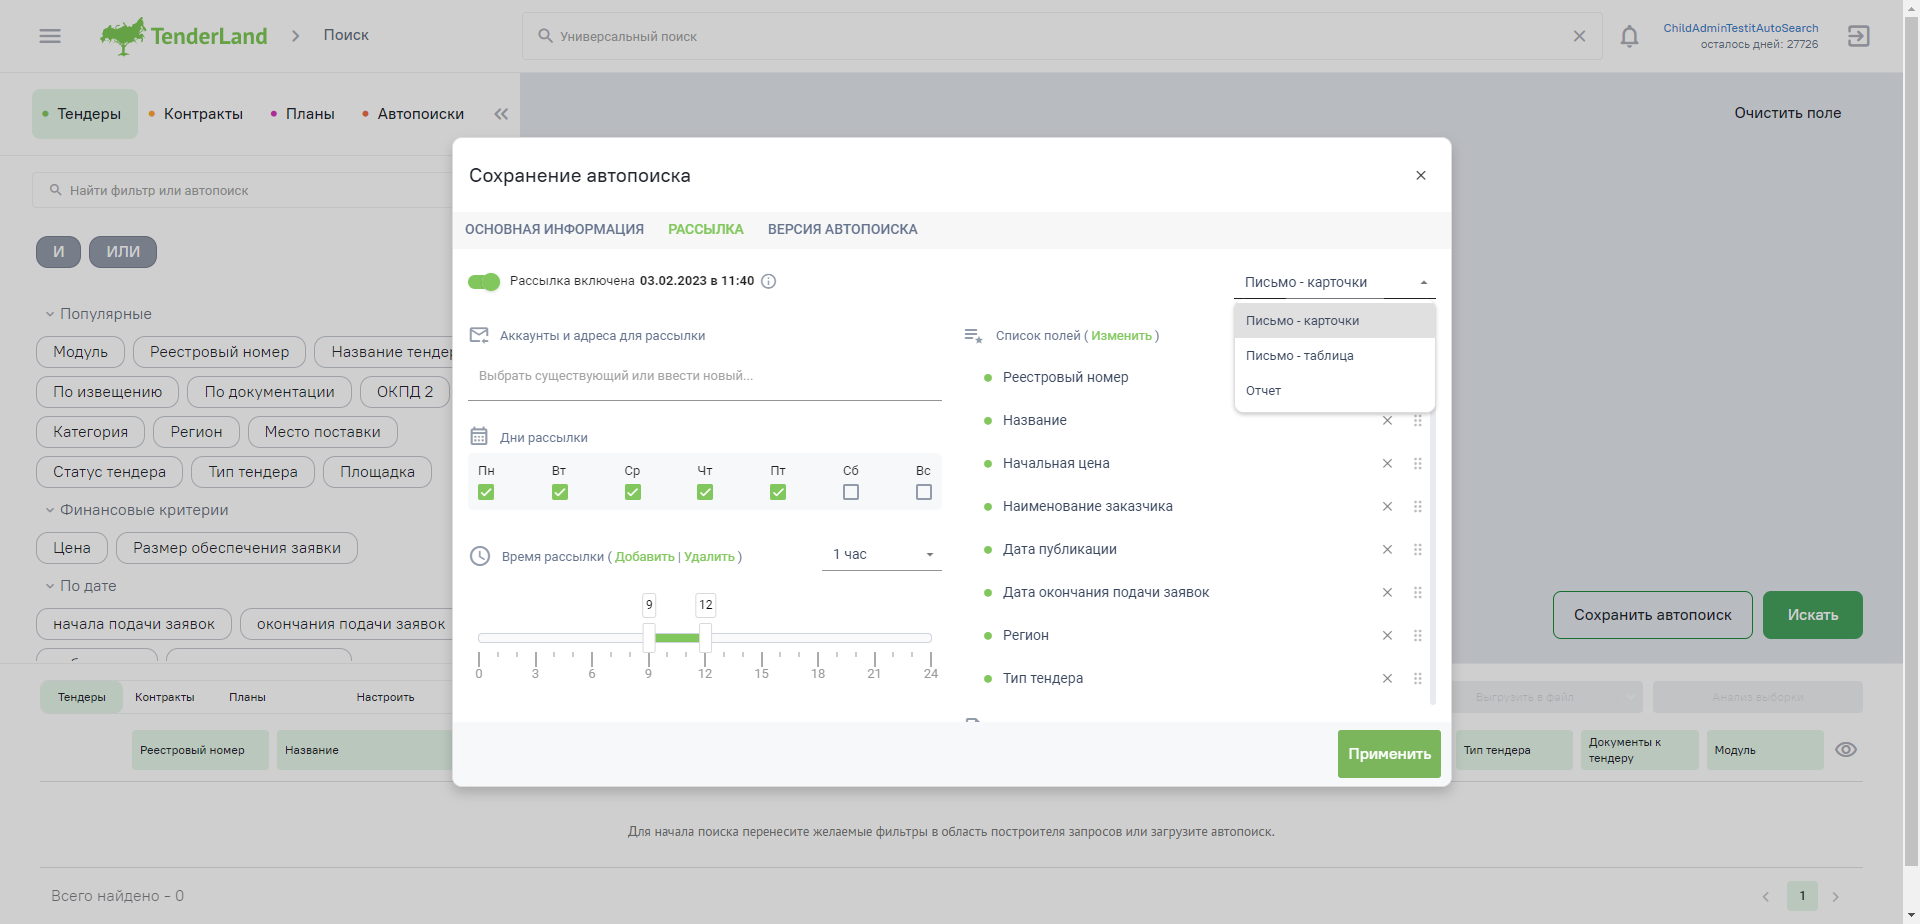 TenderLand
Поиск
Универсальный поиск
ChildAdminTestitAutoSearch
осталось дней: 27726
Тендеры
Контракты
Планы
Автопоиски
Очистить поле
Найти фильтр или автопоиск
И
ИЛИ
Популярные
Модуль
Реестровый номер
Название
По извещению
По документации
ОКПД 2
Категория
Регион
Место поставки
Статус тендера
Тип тендера
Площадка
Финансовые критерии
Цена
Размер обеспечения заявки
По дате
начала подачи заявок
окончания подачи заявок
Сохранение автопоиска
ОСНОВНАЯ ИНФОРМАЦИЯ
РАССЫЛКА
ВЕРСИЯ АВТОПОИСКА
Рассылка включена 03.02.2023 в 11:40
Письмо - карточки
Письмо - карточки
Письмо - таблица
Отчет
Аккаунты и адреса для рассылки
Выбрать существующий или ввести новый...
Дни рассылки
Пн Вт Ср Чт Пт Сб Вс
Время рассылки ( Добавить | Удалить )
1 час
9 12
0 3 6 9 12 15 18 21 24
Список полей ( Изменить )
Реестровый номер
Название
Начальная цена
Наименование заказчика
Дата публикации
Дата окончания подачи заявок
Регион
Тип тендера
Применить
Сохранить автопоиск
Искать
Тендеры
Контракты
Планы
Настроить
Выгрузить в файл
Анализ выборки
Реестровый номер
Название
Тип тендера
Документы к
тендеру
Модуль
Для начала поиска перенесите желаемые фильтры в область построителя запросов или загрузите автопоиск.
Всего найдено - 0
1